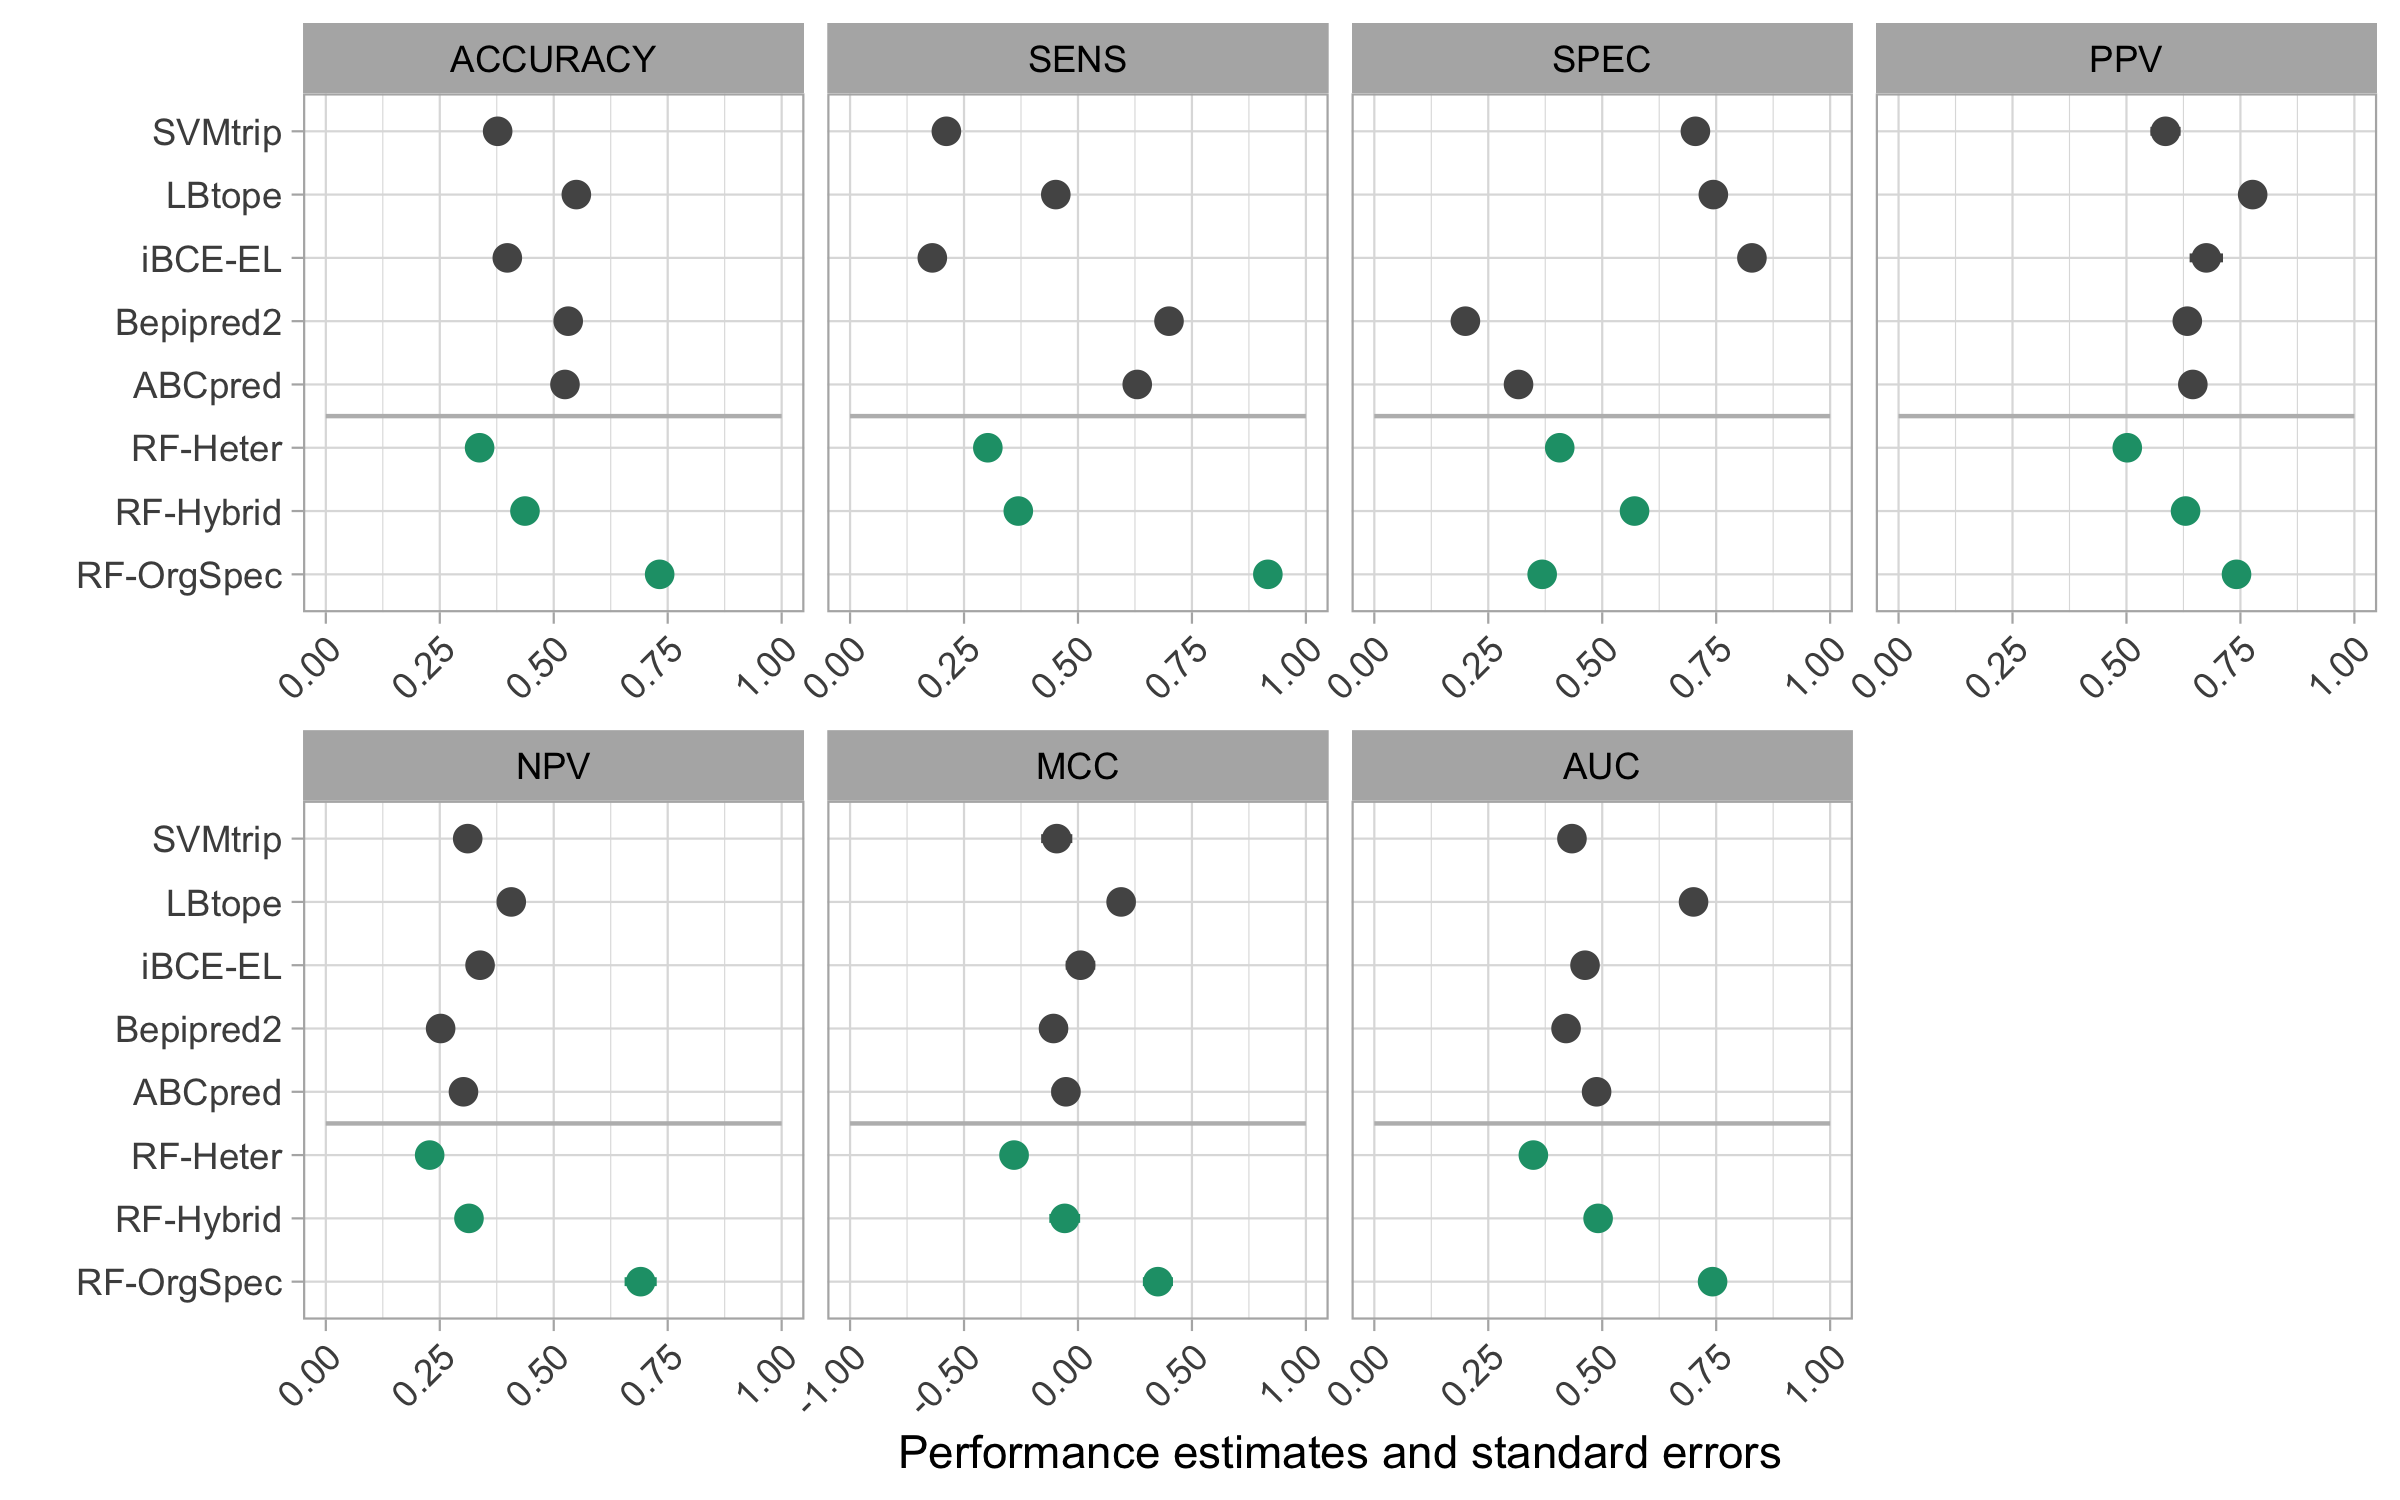 ACCURACY SENS SPEC PPV
SVMtrip
LBtope
iBCE-EL
Bepipred2
ABCpred
RF-Heter
RF-Hybrid
RF-OrgSpec
0.00 0.25 0.50 0.75 1.00 0.00 0.25 0.50 0.75 1.00 0.00 0.25 0.50 0.75 1.00 0.00 0.25 0.50 0.75 1.00
NPV MCC AUC
SVMtrip
LBtope
iBCE-EL
Bepipred2
ABCpred
RF-Heter
RF-Hybrid
RF-OrgSpec
0.00 0.25 0.50 0.75 1.00 -1.00 -0.50 0.00 0.50 1.00 0.00 0.25 0.50 0.75 1.00
Performance estimates and standard errors